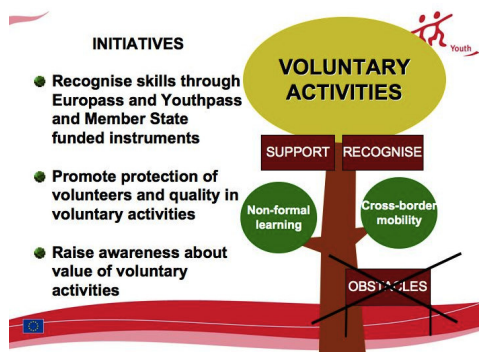 INITIATIVES
Recognise skills through
Europass and Youthpass
and Member State
funded instruments
Promote protection of
volunteers and quality in
voluntary activities
Raise awareness about
value of voluntary
activities
Youth
VOLUNTARY
ACTIVITIES
SUPPORT
RECOGNISE
Non-formal
learning
Cross-border
mobility
OBSTACLES